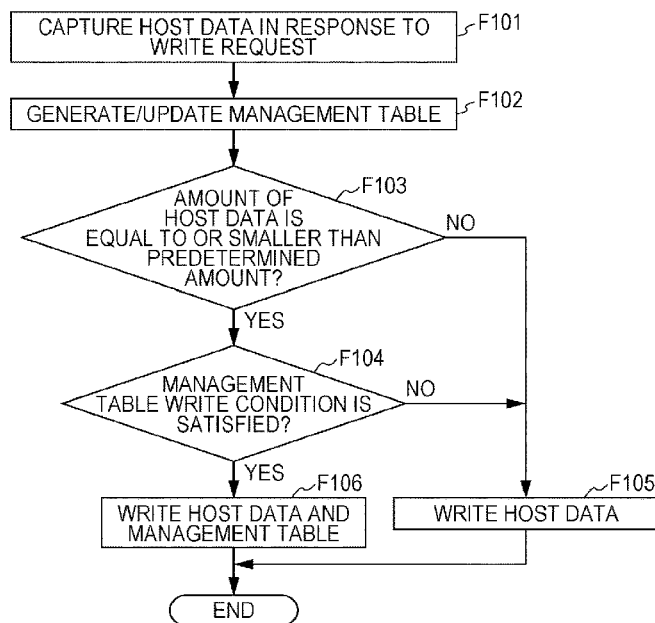 CAPTURE HOST DATA IN RESPONSE TO
WRITE REQUEST
F101
GENERATE/UPDATE MANAGEMENT TABLE
F102
F103
AMOUNT OF
HOST DATA IS
EQUAL TO OR SMALLER THAN
PREDETERMINED
AMOUNT?
NO
YES
F104
MANAGEMENT
TABLE WRITE CONDITION IS
SATISFIED?
NO
YES
F106
WRITE HOST DATA AND
MANAGEMENT TABLE
F105
WRITE HOST DATA
END